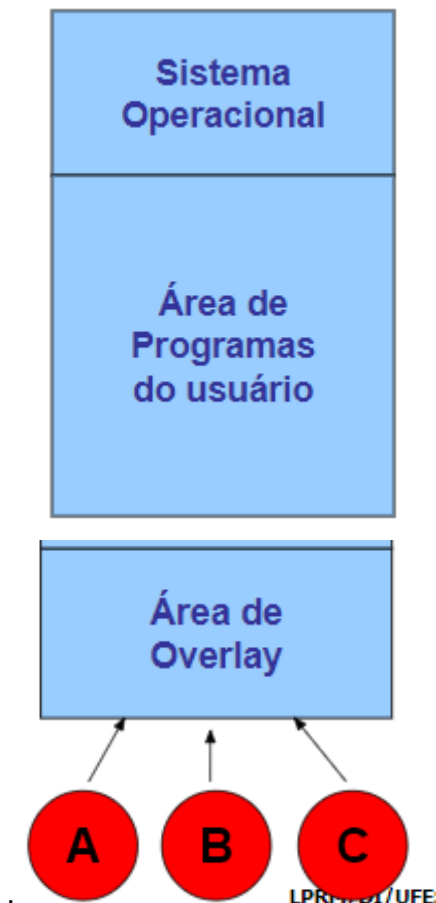 Sistema
Operacional
Área de
Programas
do usuário
Área de
Overlay
A B C